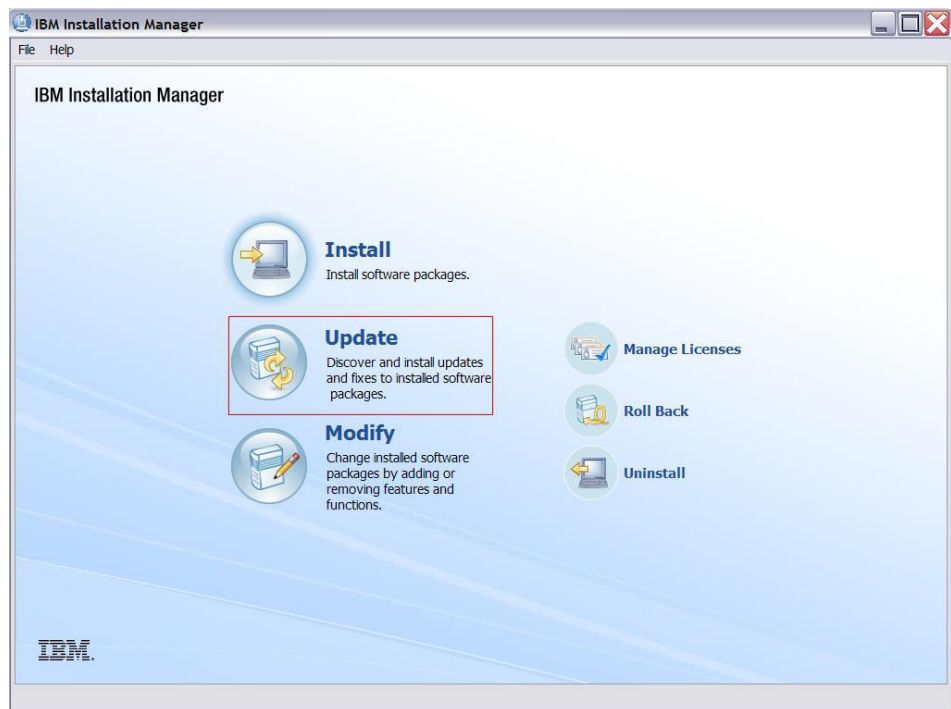 IBM Installation Manager
File Help
IBM Installation Manager
Install
Install software packages.
Update
Discover and install updates
and fixes to installed software
packages.
Modify
Change installed software
packages by adding or
removing features and
functions.
Manage Licenses
Roll Back
Uninstall
IBM.